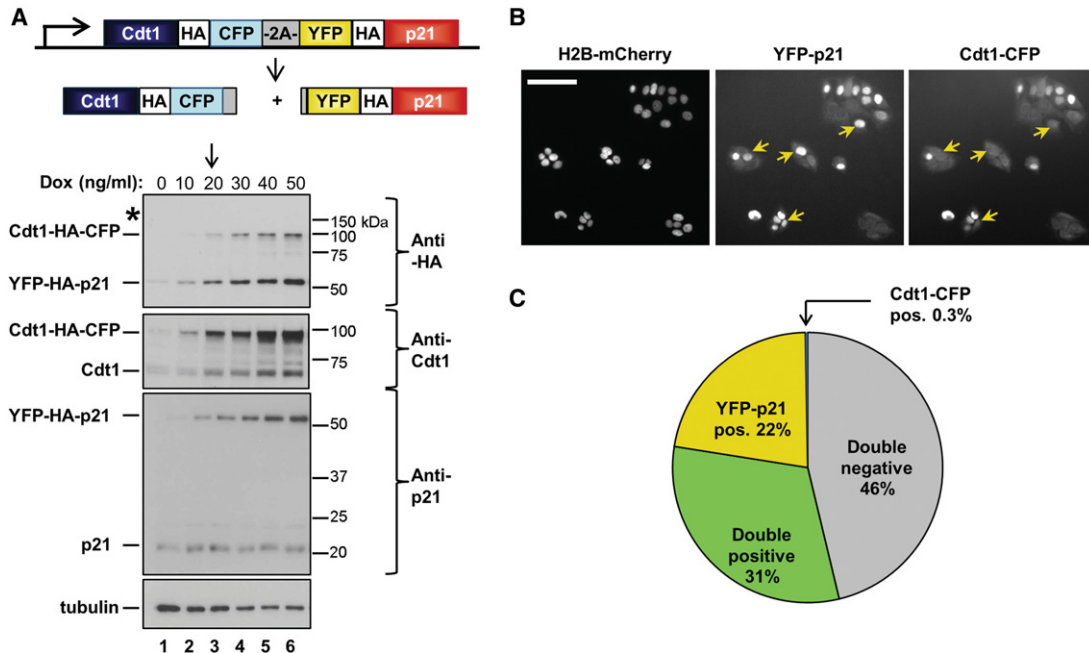 A
Cdt1 HA CFP -2A- YFP HA p21
Cdt1 HA CFP + YFP HA p21
Dox (ng/ml): 0 10 20 30 40 50
*
150 kDa
Cdt1-HA-CFP 100
75
YFP-HA-p21 50
Anti
-HA
Cdt1-HA-CFP 100
75
Cdt1
Anti-
Cdt1
YFP-HA-p21 50
37
25
p21 20
Anti-
p21
tubulin
1 2 3 4 5 6
B
H2B-mCherry YFP-p21 Cdt1-CFP
C
Cdt1-CFP
pos. 0.3%
YFP-p21
pos. 22%
Double
negative
46%
Double
positive
31%